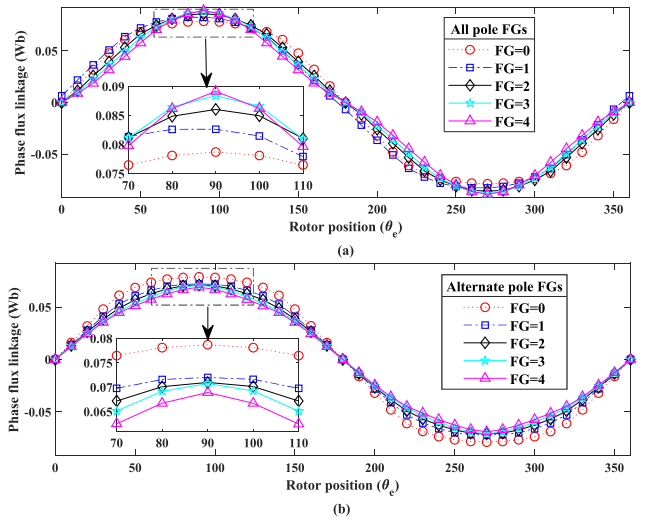 Phase flux linkage (Wb)
0.05
0
-0.05
All pole FGs
FG=0
FG=1
FG=2
FG=3
FG=4
0.09
0.085
0.08
0.075
70 80 90 100 110
0 50 100 150 200 250 300 350
Rotor position (θe)
(a)
Phase flux linkage (Wb)
0.05
0
-0.05
Alternate pole FGs
FG=0
FG=1
FG=2
FG=3
FG=4
0.08
0.075
0.07
0.065
70 80 90 100 110
0 50 100 150 200 250 300 350
Rotor position (θe)
(b)